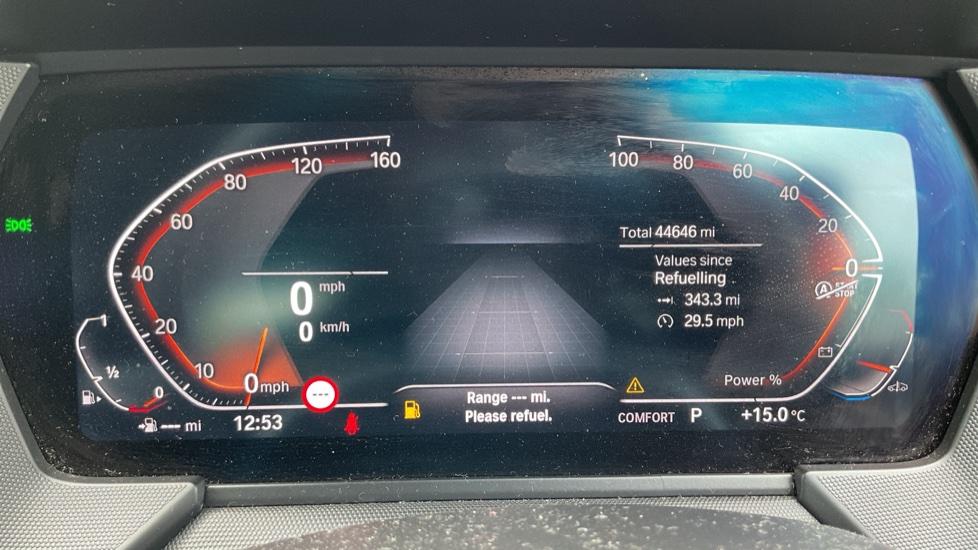 160
120
80
60
40
20
10
0 mph
0 mph
0 km/h
1
1/2
0
--- mi
12:53
---
Range --- mi.
Please refuel.
100
80
60
40
20
0
Total 44646 mi
Values since
Refuelling
343.3 mi
29.5 mph
A START
STOP
Power %
COMFORT P +15.0 °C